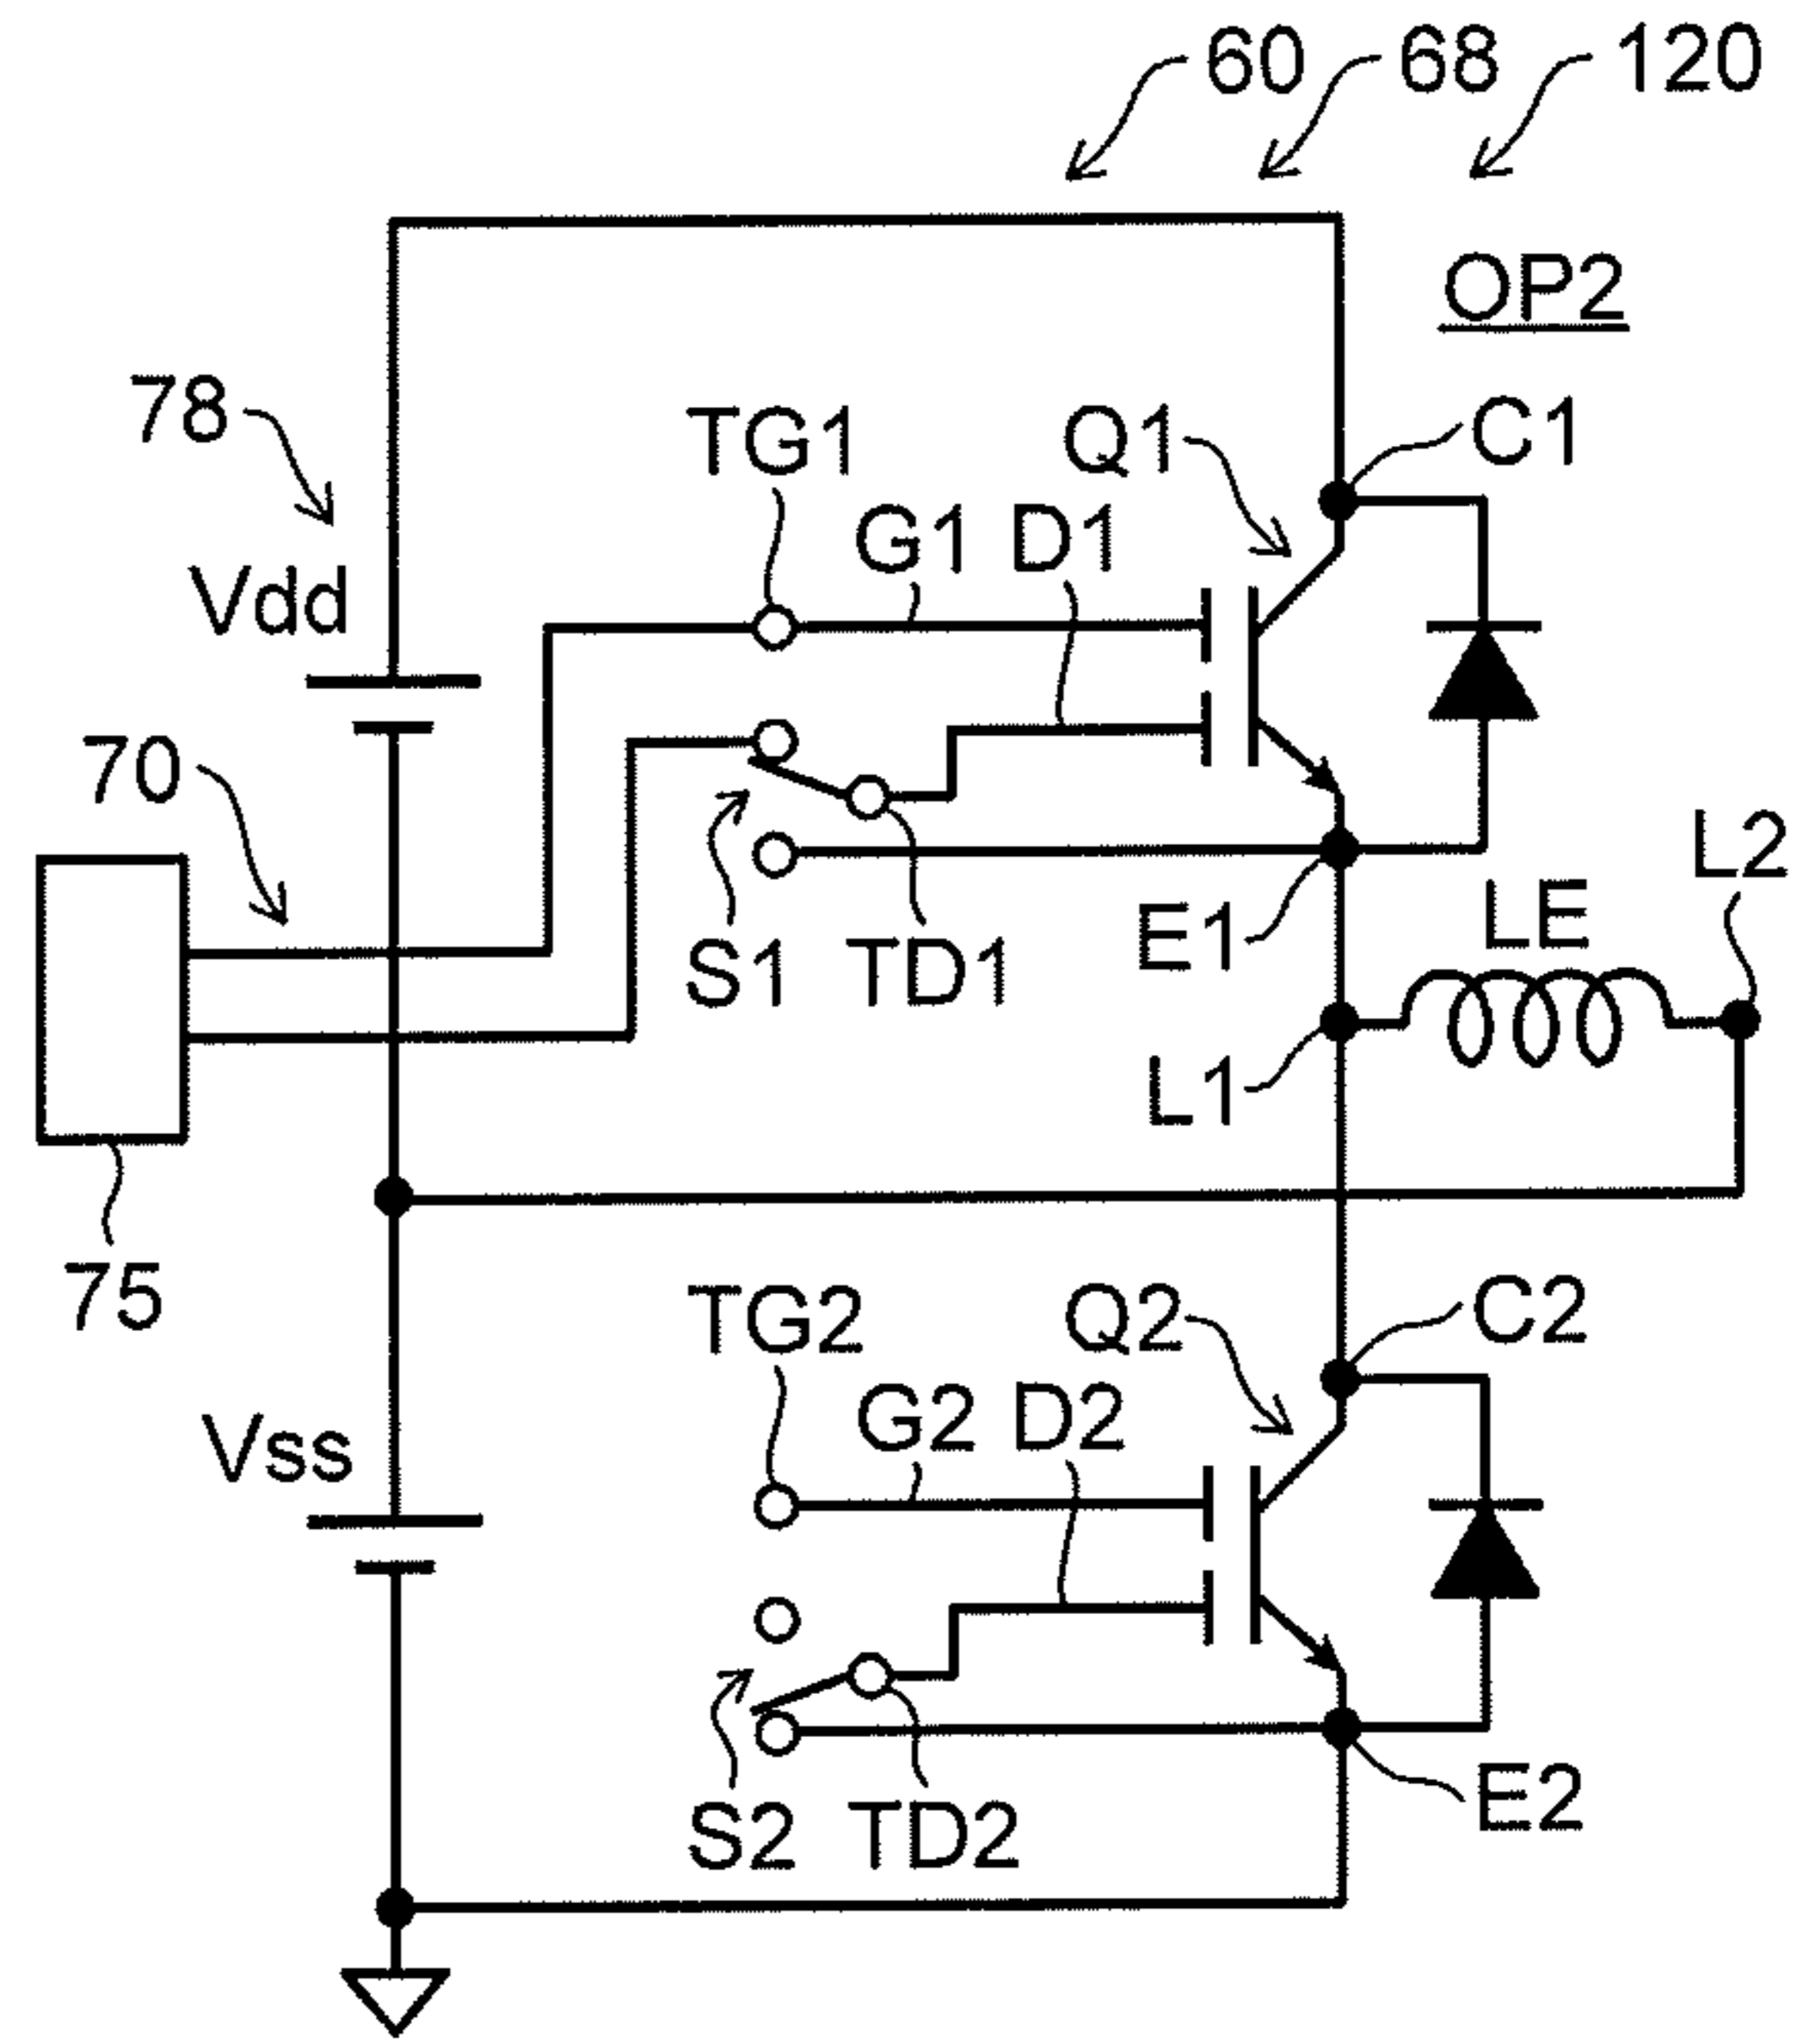 60 68 120
OP2
78
TG1 Q1 C1
G1 D1
Vdd
70
L2
S1 TD1 E1 LE
L1
75
TG2 Q2 C2
G2 D2
Vss
E2
S2 TD2